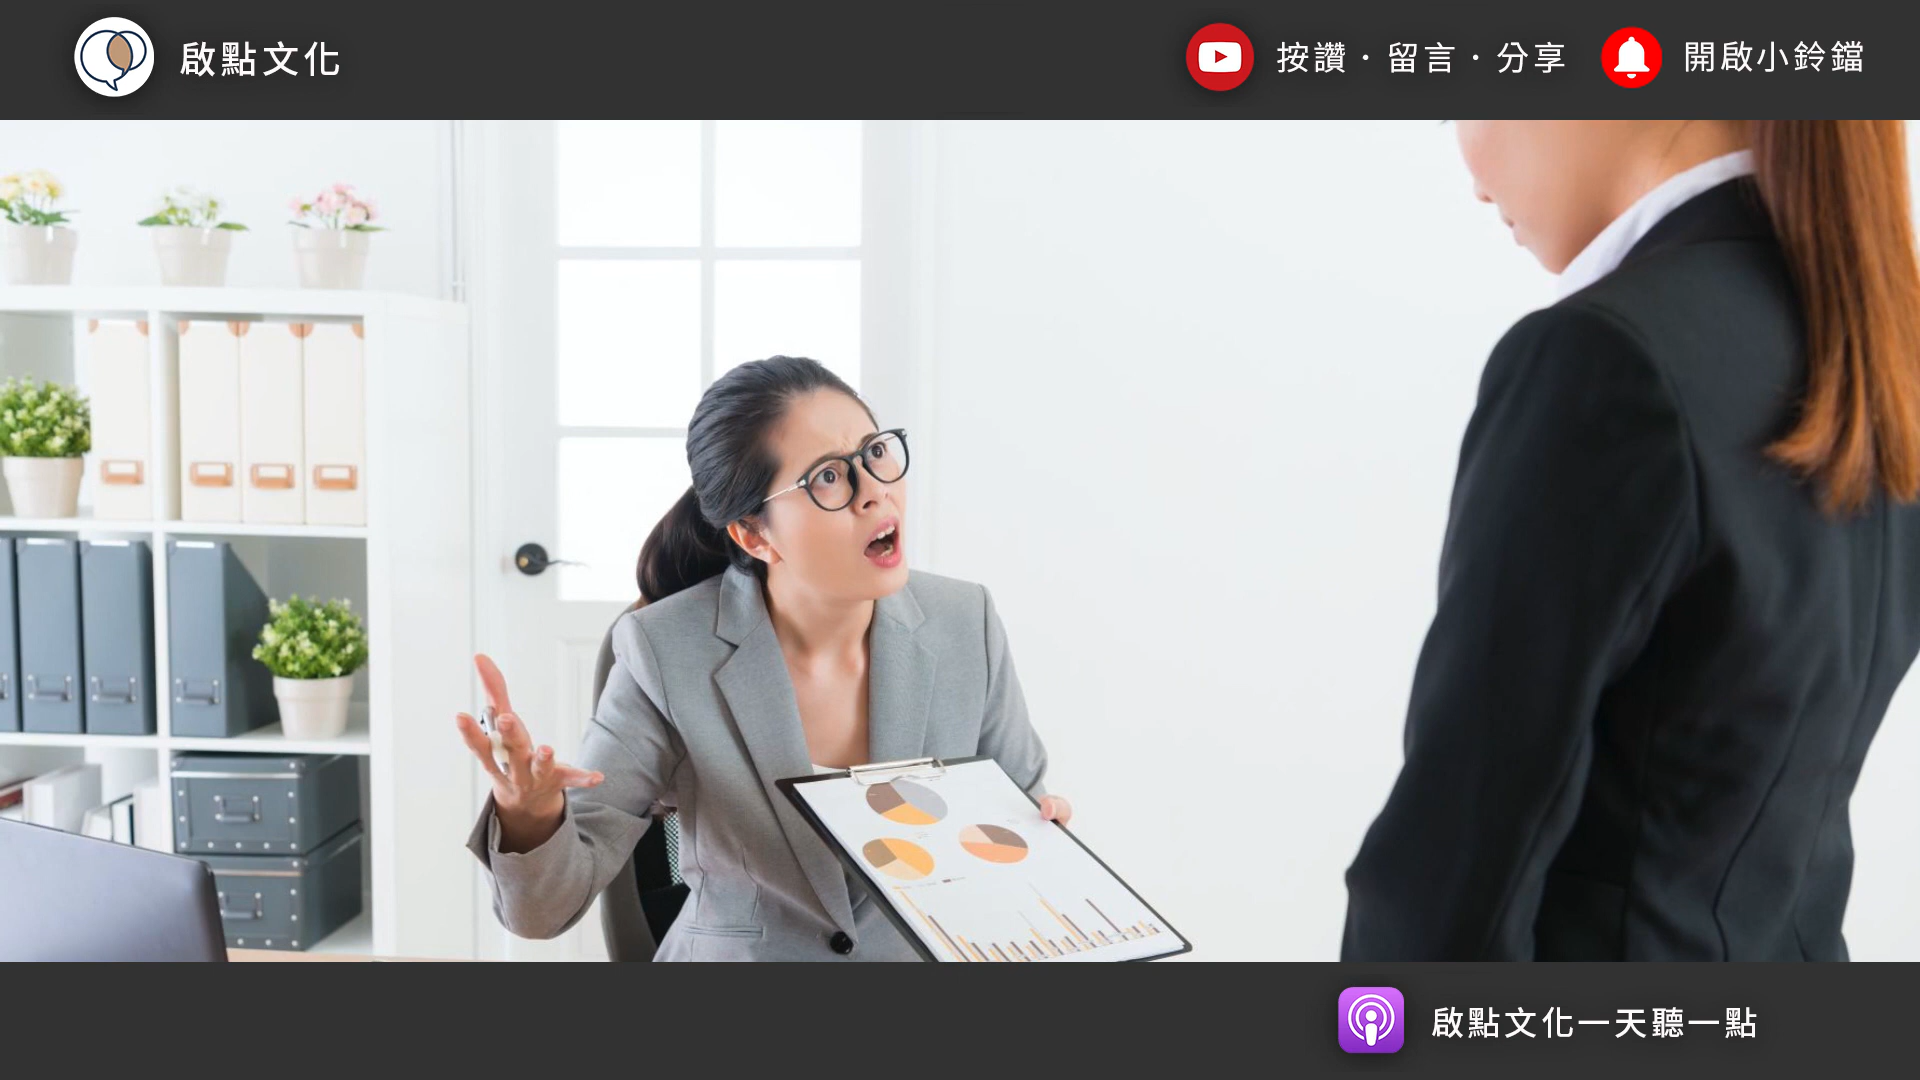 啟點文化
按讚・留言・分享
開啟小鈴鐺
啟點文化一天聽一點